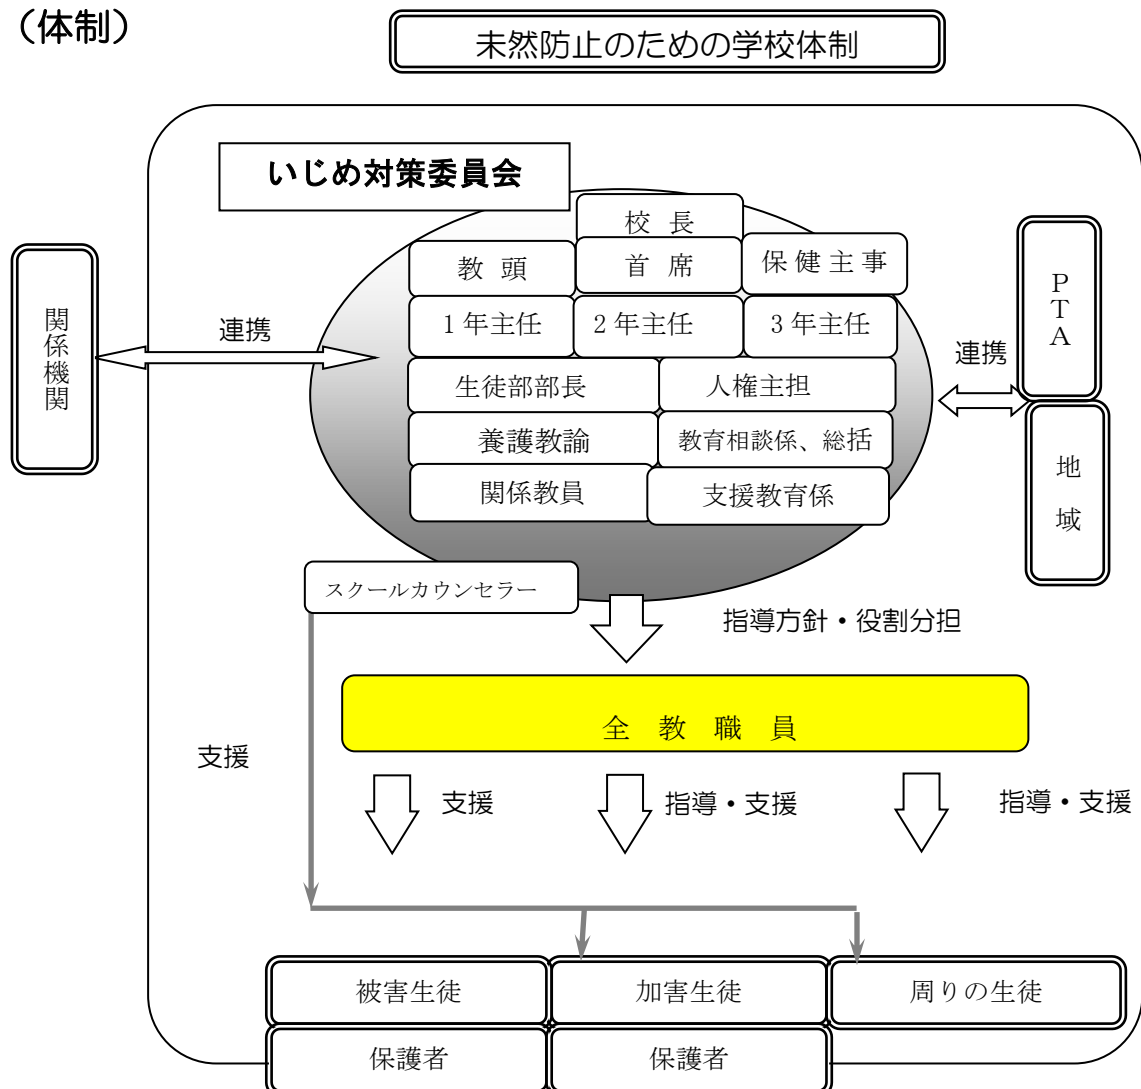 （体制）
未然防止のための学校体制
いじめ対策委員会
校 長
教 頭
首 席
保 健 主 事
1 年主任
2 年主任
3 年主任
生徒部部長
人権主担
養護教諭
教育相談係、総括
関係教員
支援教育係
スクールカウンセラー
関係機関
連携
連携
PTA
地域
指導方針・役割分担
全 教 職 員
支援
支援
指導・支援
指導・支援
被害生徒
加害生徒
周りの生徒
保護者
保護者